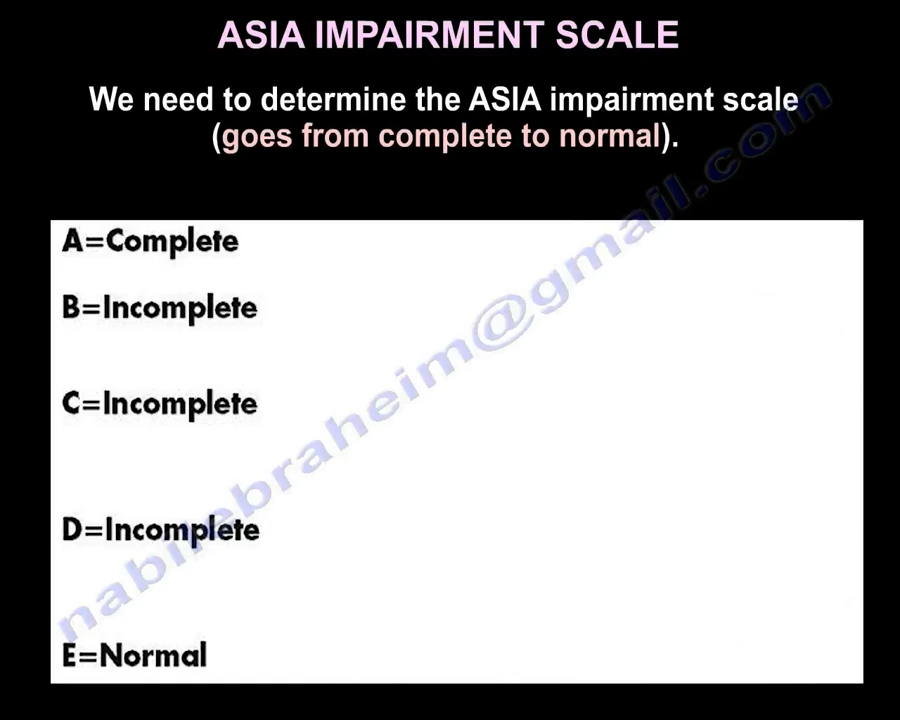 ASIA IMPAIRMENT SCALE
We need to determine the ASIA impairment scale
(goes from complete to normal).
A=Complete
B=Incomplete
C=Incomplete
D=Incomplete
E=Normal
nabilebraheim@gmail.com